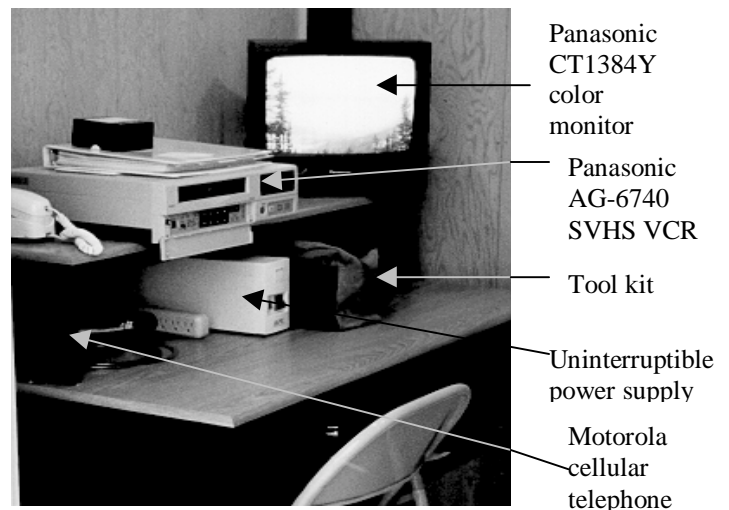 Panasonic
CT1384Y
color
monitor
Panasonic
AG-6740
SVHS VCR
Tool kit
Uninterruptible
power supply
Motorola
cellular
telephone